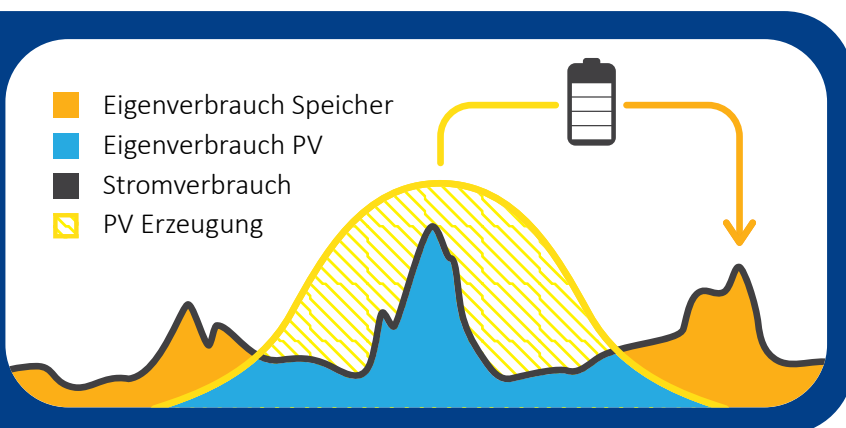 Eigenverbrauch Speicher
Eigenverbrauch PV
Stromverbrauch
PV Erzeugung